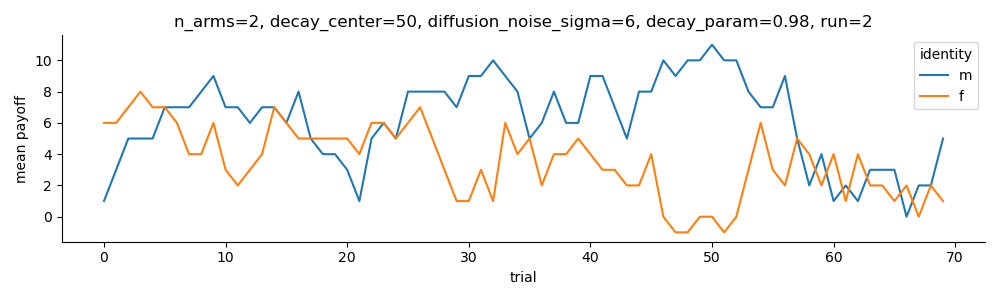 n_arms=2, decay_center=50, diffusion_noise_sigma=6, decay_param=0.98, run=2
identity
m
f
mean payoff
10
8
6
4
2
0
0 10 20 30 40 50 60 70
trial